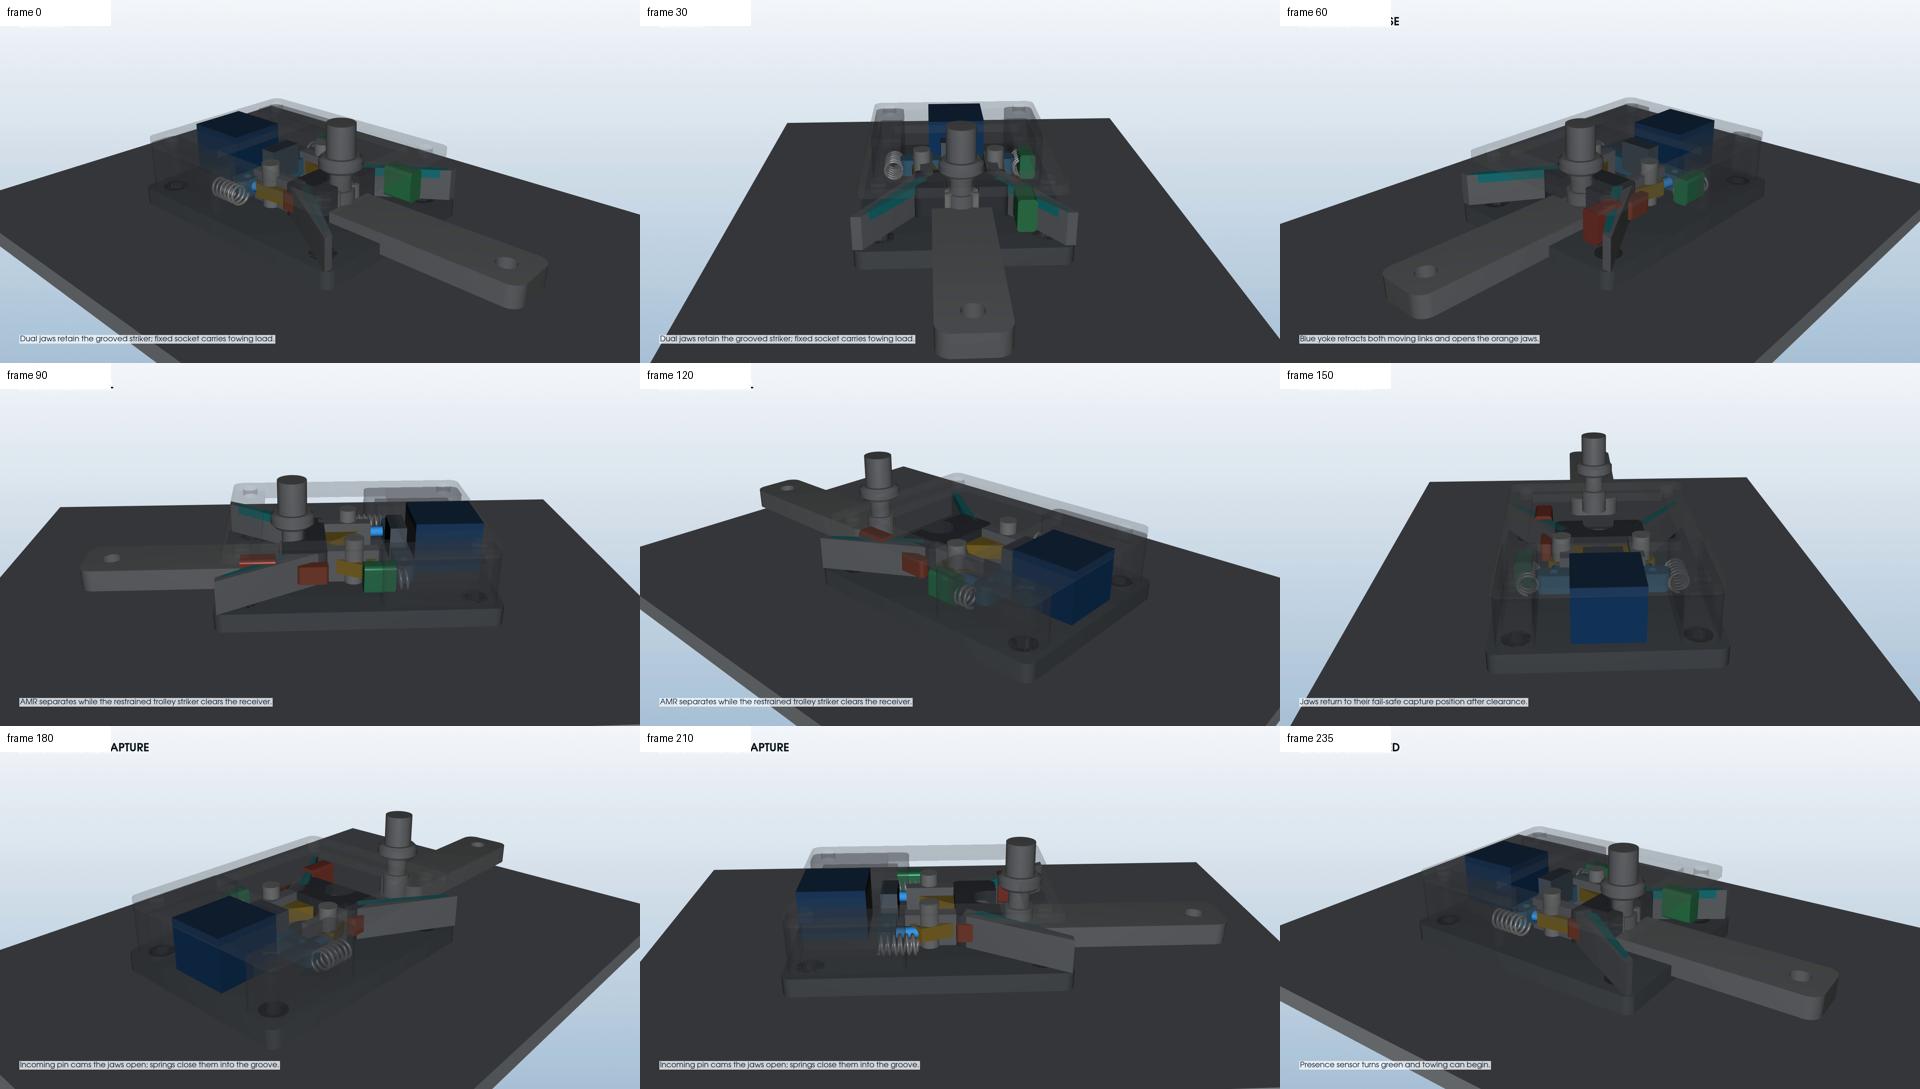 frame 0
Dual jaws retain the grooved striker; fixed socket carries towing load.
frame 30
Dual jaws retain the grooved striker; fixed socket carries towing load.
frame 60
SE
Blue yoke retracts both moving links and opens the orange jaws.
frame 90
AMR separates while the restrained trolley striker clears the receiver.
frame 120
AMR separates while the restrained trolley striker clears the receiver.
frame 150
Jaws return to their fail-safe capture position after clearance.
frame 180
APTURE
Incoming pin cams the jaws open; springs close them into the groove.
frame 210
APTURE
Incoming pin cams the jaws open; springs close them into the groove.
frame 235
D
Presence sensor turns green and towing can begin.